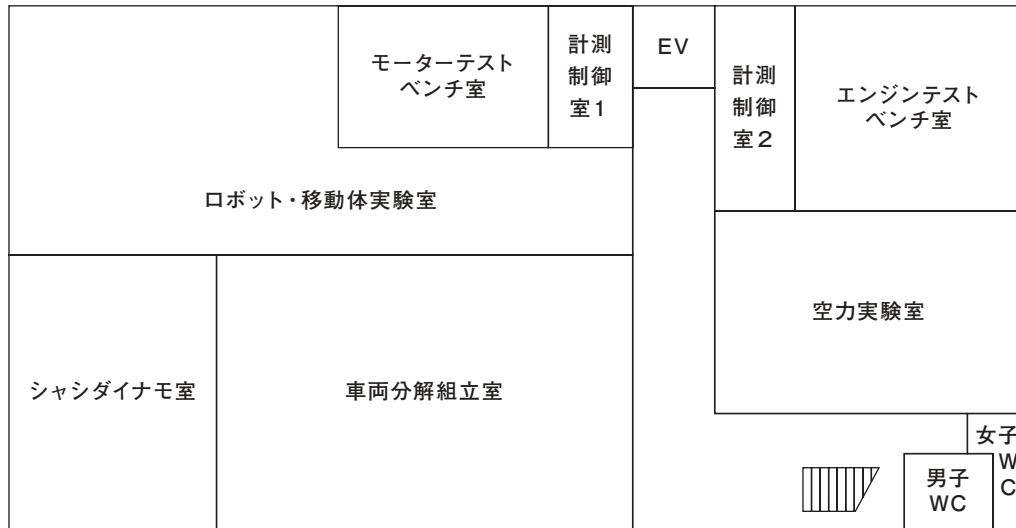 モーターテスト
ベンチ室
計測
制御
室1
EV
計測
制御
室2
エンジンテスト
ベンチ室
ロボット・移動体実験室
空力実験室
シャシダイナモ室
車両分解組立室
女子
W
C
男子
WC